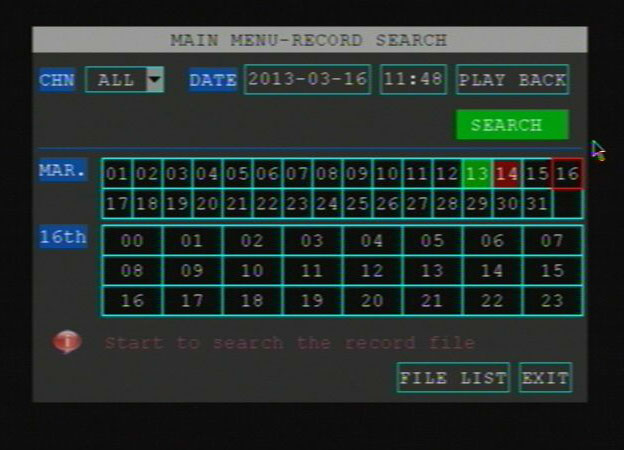 MAIN MENU-RECORD SEARCH
CHN ALL DATE 2013-03-16 11:48 PLAY BACK
SEARCH
MAR. 01 02 03 04 05 06 07 08 09 10 11 12 13 14 15 16
17 18 19 20 21 22 23 24 25 26 27 28 29 30 31
16th 00 01 02 03 04 05 06 07
08 09 10 11 12 13 14 15
16 17 18 19 20 21 22 23
Start to search the record file
FILE LIST EXIT